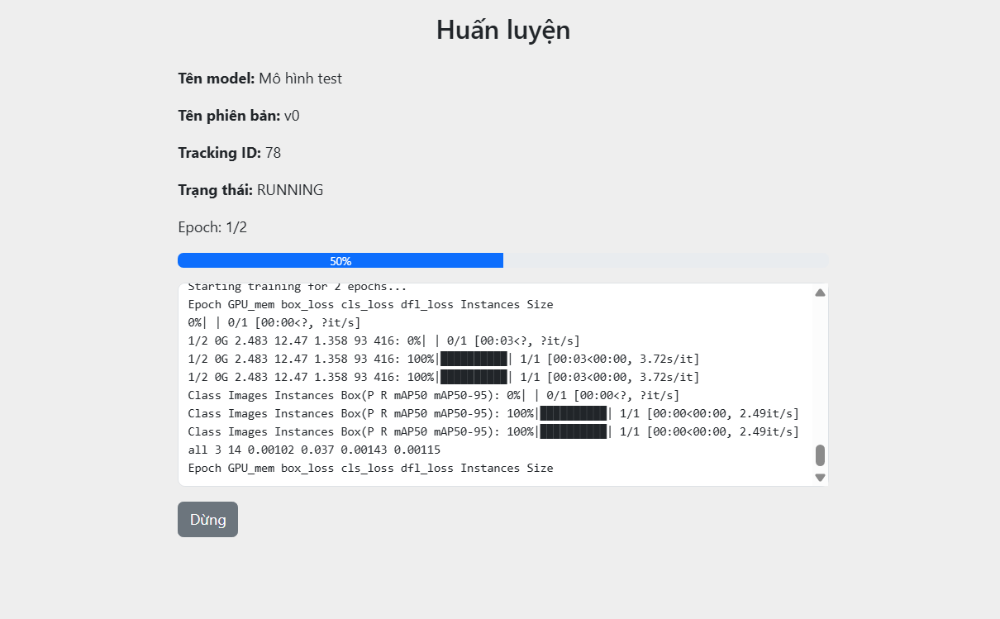 Huấn luyện
Tên model: Mô hình test
Tên phiên bản: v0
Tracking ID: 78
Trạng thái: RUNNING
Epoch: 1/2
50%
Starting training for 2 epochs...
Epoch GPU_mem box_loss cls_loss dfl_loss Instances Size
0%| | 0/1 [00:00<?, ?it/s]
1/2 0G 2.483 12.47 1.358 93 416: 0%| | 0/1 [00:03<?, ?it/s]
1/2 0G 2.483 12.47 1.358 93 416: 100%|██████████| 1/1 [00:03<00:00, 3.72s/it]
1/2 0G 2.483 12.47 1.358 93 416: 100%|██████████| 1/1 [00:03<00:00, 3.72s/it]
Class Images Instances Box(P R mAP50 mAP50-95): 0%| | 0/1 [00:00<?, ?it/s]
Class Images Instances Box(P R mAP50 mAP50-95): 100%|██████████| 1/1 [00:00<00:00, 2.49it/s]
Class Images Instances Box(P R mAP50 mAP50-95): 100%|██████████| 1/1 [00:00<00:00, 2.49it/s]
all 3 14 0.00102 0.037 0.00143 0.00115
Epoch GPU_mem box_loss cls_loss dfl_loss Instances Size
Dừng